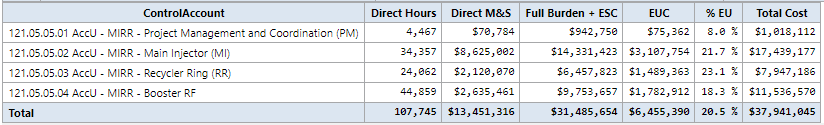 ControlAccount Direct Hours Direct M&S Full Burden + ESC EUC % EU Total Cost
121.05.05.01 AccU - MIRR - Project Management and Coordination (PM) 4,467 $70,784 $942,750 $75,362 8.0 % $1,018,112
121.05.05.02 AccU - MIRR - Main Injector (MI) 34,357 $8,625,002 $14,331,423 $3,107,754 21.7 % $17,439,177
121.05.05.03 AccU - MIRR - Recycler Ring (RR) 24,062 $2,120,070 $6,457,823 $1,489,363 23.1 % $7,947,186
121.05.05.04 AccU - MIRR - Booster RF 44,859 $2,635,461 $9,753,657 $1,782,912 18.3 % $11,536,570
Total 107,745 $13,451,316 $31,485,654 $6,455,390 20.5 % $37,941,045